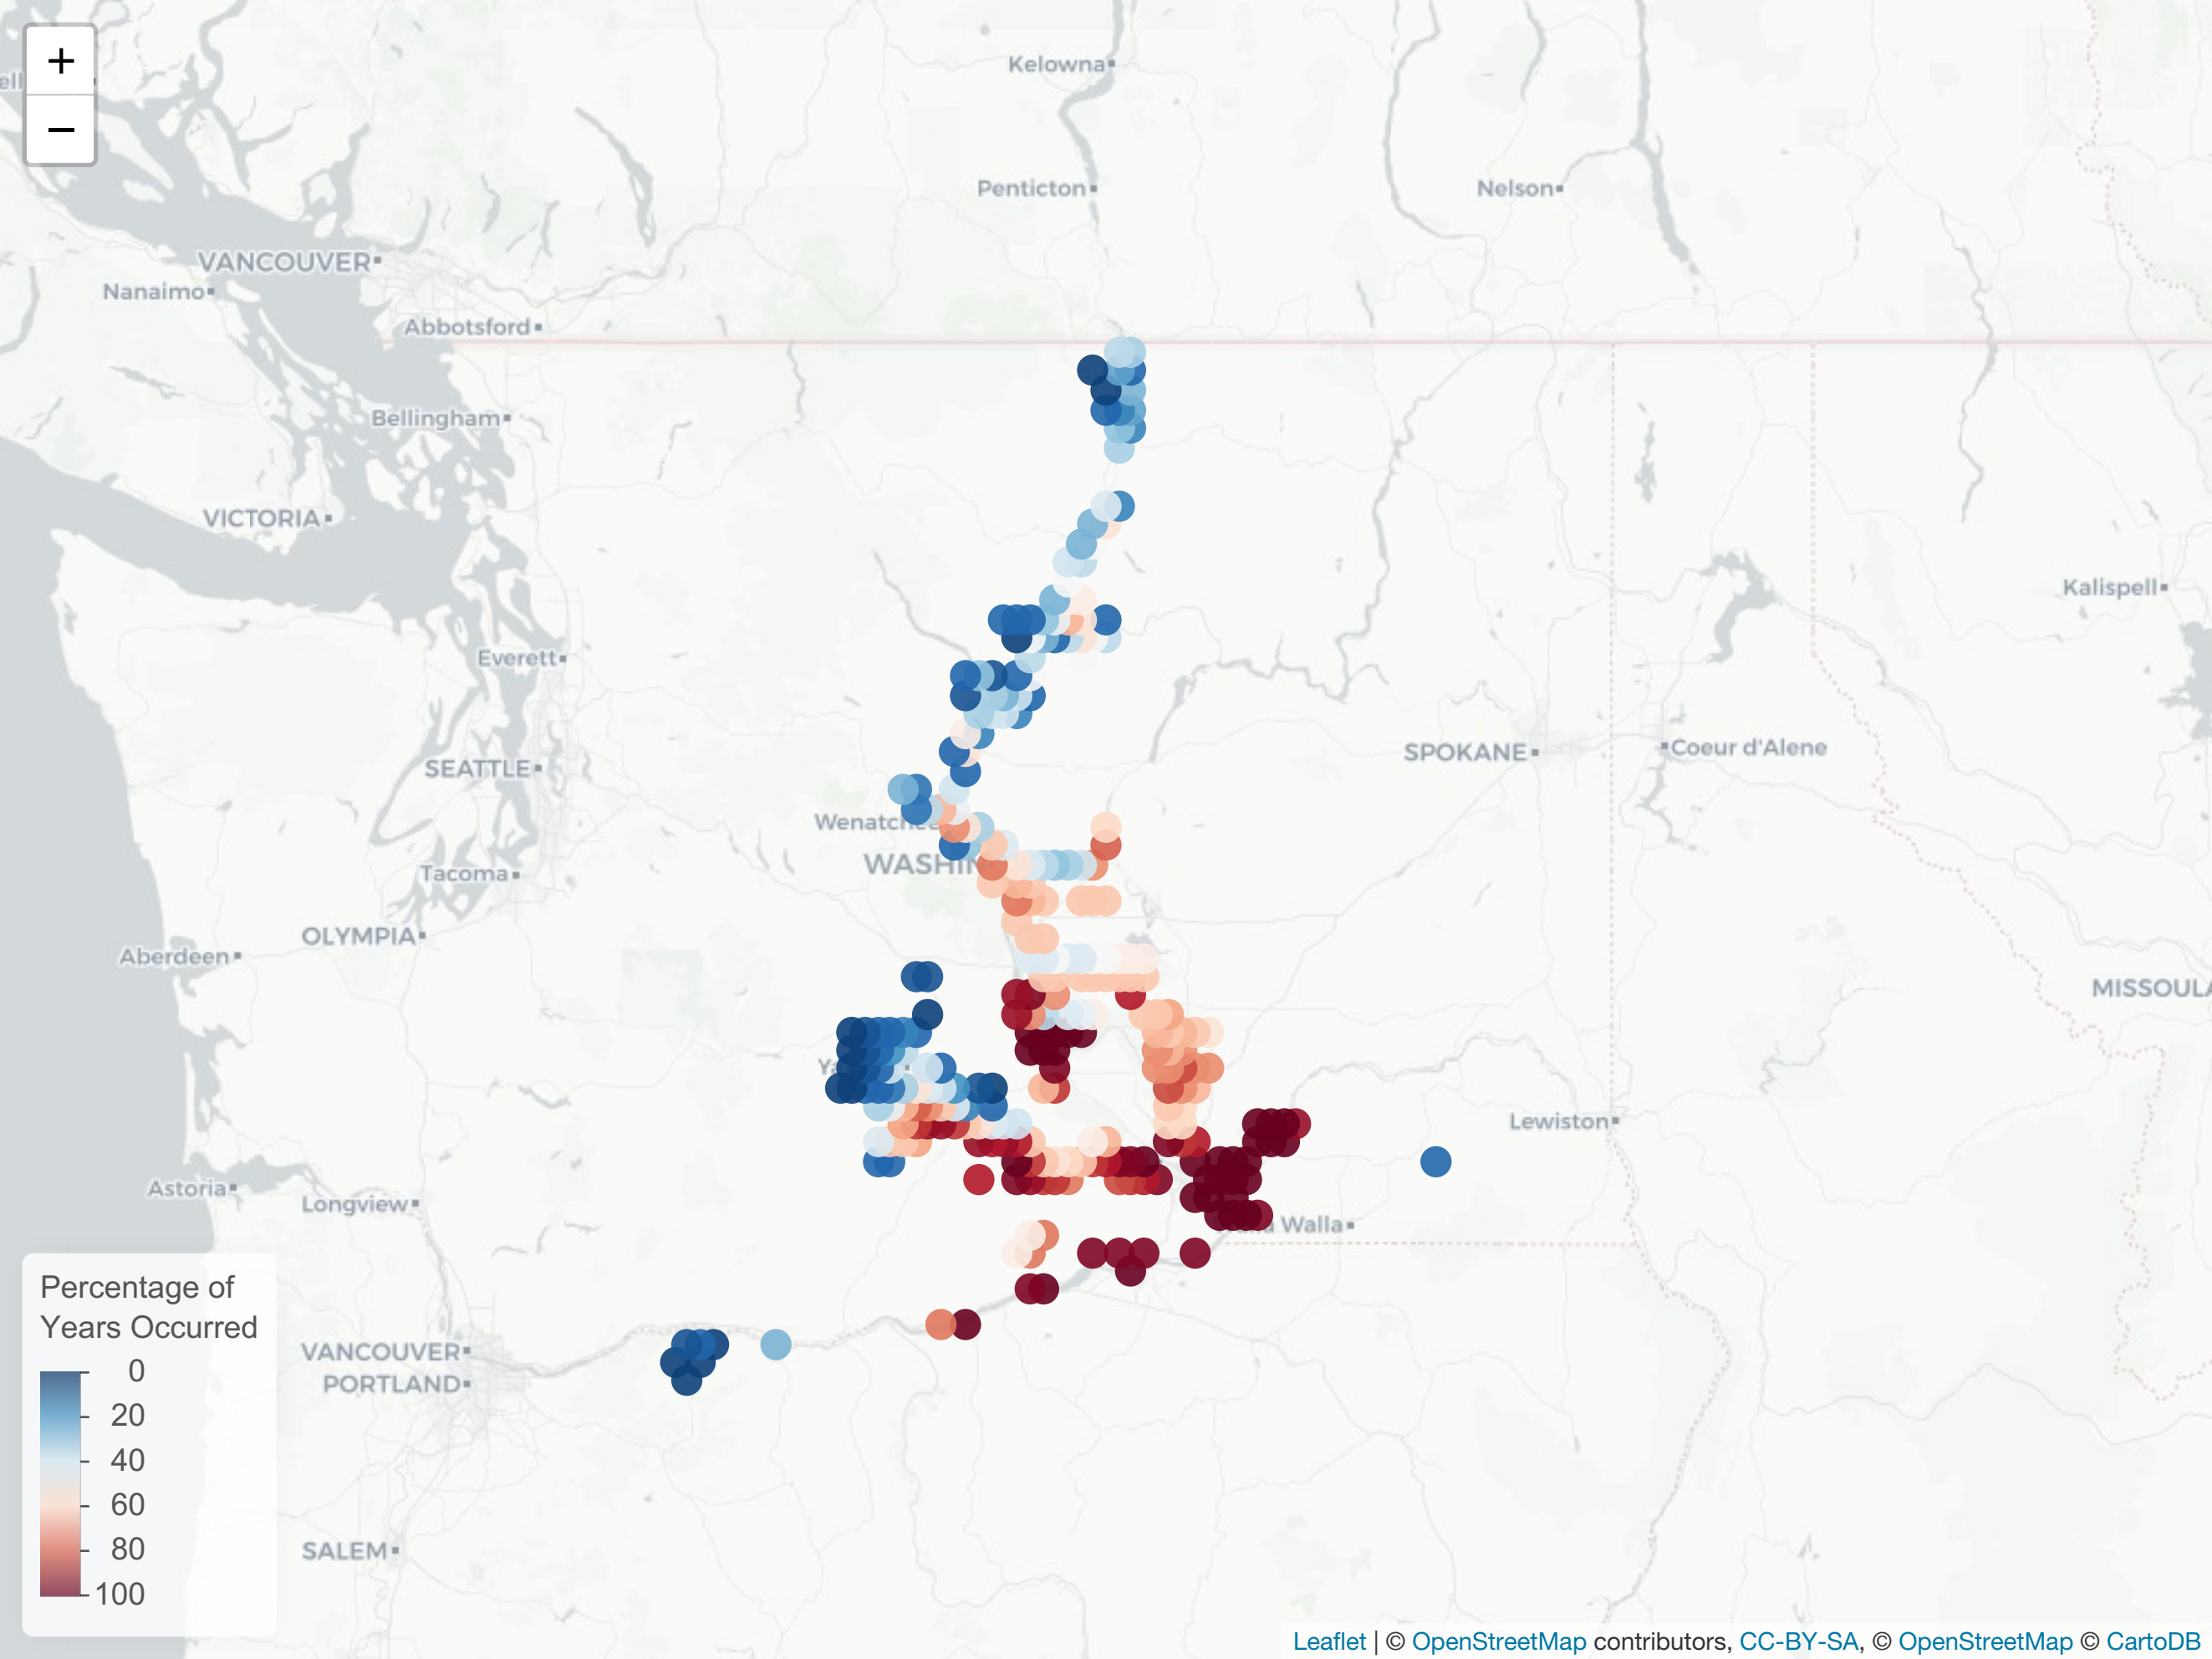 +
−
Kelowna
Penticton
Nelson
VANCOUVER
Nanaimo
Abbotsford
Bellingham
VICTORIA
Kalispell
Everett
SPOKANE
Coeur d'Alene
SEATTLE
Tacoma
OLYMPIA
Aberdeen
MISSOULA
Lewiston
Astoria
Longview
Walla
VANCOUVER
PORTLAND
SALEM
Percentage of
Years Occurred
0
20
40
60
80
100
Leaflet | © OpenStreetMap contributors, CC-BY-SA, © OpenStreetMap © CartoDB